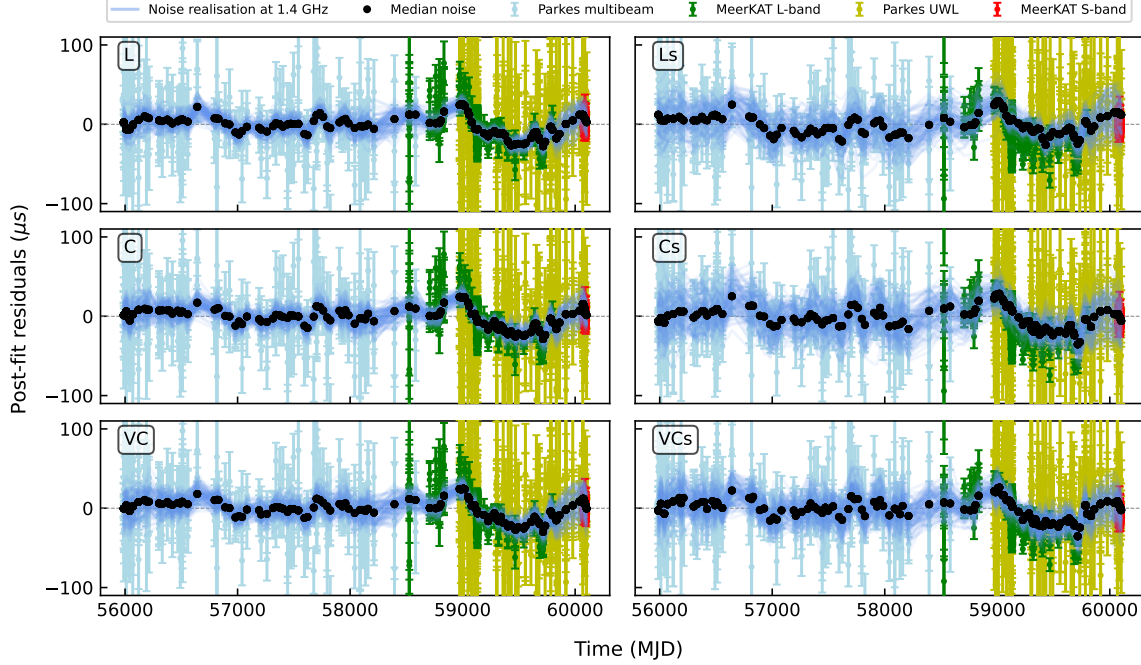 Noise realisation at 1.4 GHz Median noise Parkes multibeam MeerKAT L-band Parkes UWL MeerKAT S-band
L Ls
100
0
−100
C Cs
100
0
−100
VC VCs
100
0
−100
Post-fit residuals (μs)
56000 57000 58000 59000 60000 56000 57000 58000 59000 60000
Time (MJD)